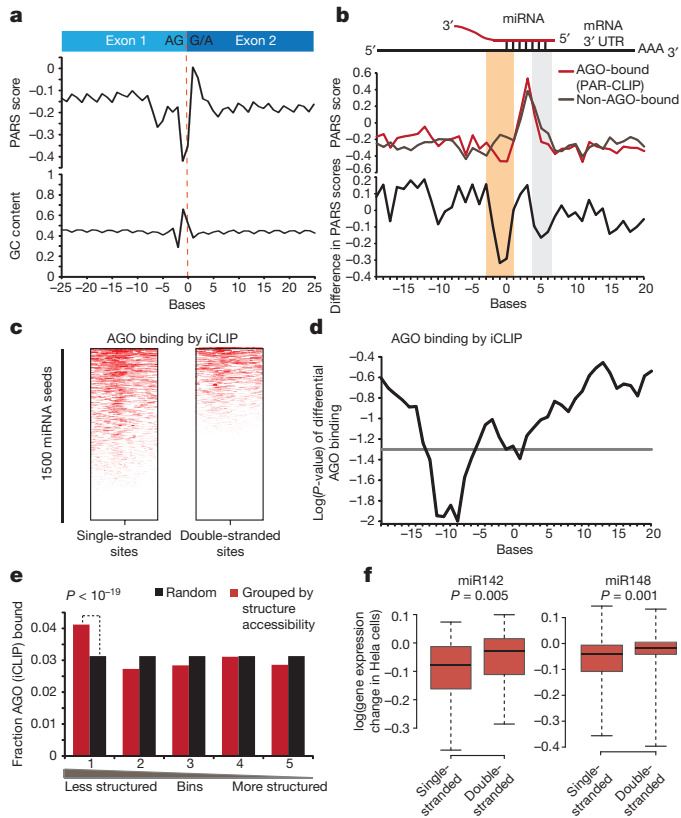 a
Exon 1
AG
G/A
Exon 2
PARS score
0
−0.1
−0.2
−0.3
−0.4
GC content
1
0.8
0.6
0.4
0.2
0
−25 −20 −15 −10 −5 0 5 10 15 20 25
Bases
b
3′
miRNA
5′
mRNA
3′ UTR
5′
AAA 3′
AGO-bound
(PAR-CLIP)
Non-AGO-bound
PARS score
0.6
0.4
0.2
0
−0.2
−0.4
−0.6
Difference in PARS scores
0.2
0.1
0
−0.1
−0.2
−0.3
−15 −10 −5 0 5 10 15 20
Bases
c
AGO binding by iCLIP
1500 miRNA seeds
Single-stranded
sites
Double-stranded
sites
d
AGO binding by iCLIP
Log(P-value) of differential
AGO binding
−0.4
−0.6
−0.8
−1
−1.2
−1.4
−1.6
−1.8
−2
−15 −10 −5 0 5 10 15 20
Bases
e
P < 10⁻¹⁹
Random
Grouped by
structure
accessibility
Fraction AGO (iCLIP) bound
0.04
0.03
0.02
0.01
0
1 2 3 4 5
Less structured
Bins
More structured
f
miR142
P = 0.005
miR148
P = 0.001
log(gene expression
change in Hela cells)
0.1
0.0
−0.1
−0.2
−0.3
0.1
0.0
−0.1
−0.2
−0.3
−0.4
Single-
stranded
Double-
stranded
Single-
stranded
Double-
stranded